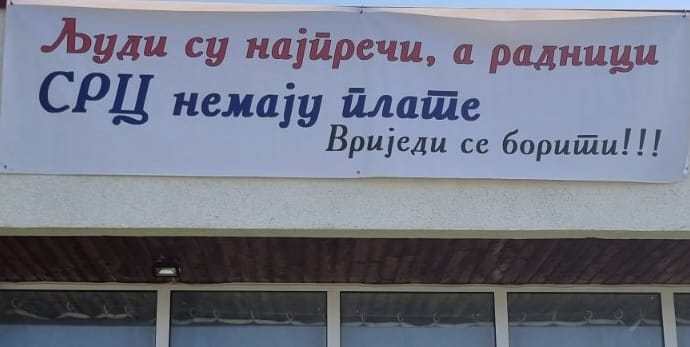 Људи су најпречи, а радници
СРЦ немају плате
Вриједи се борити!!!